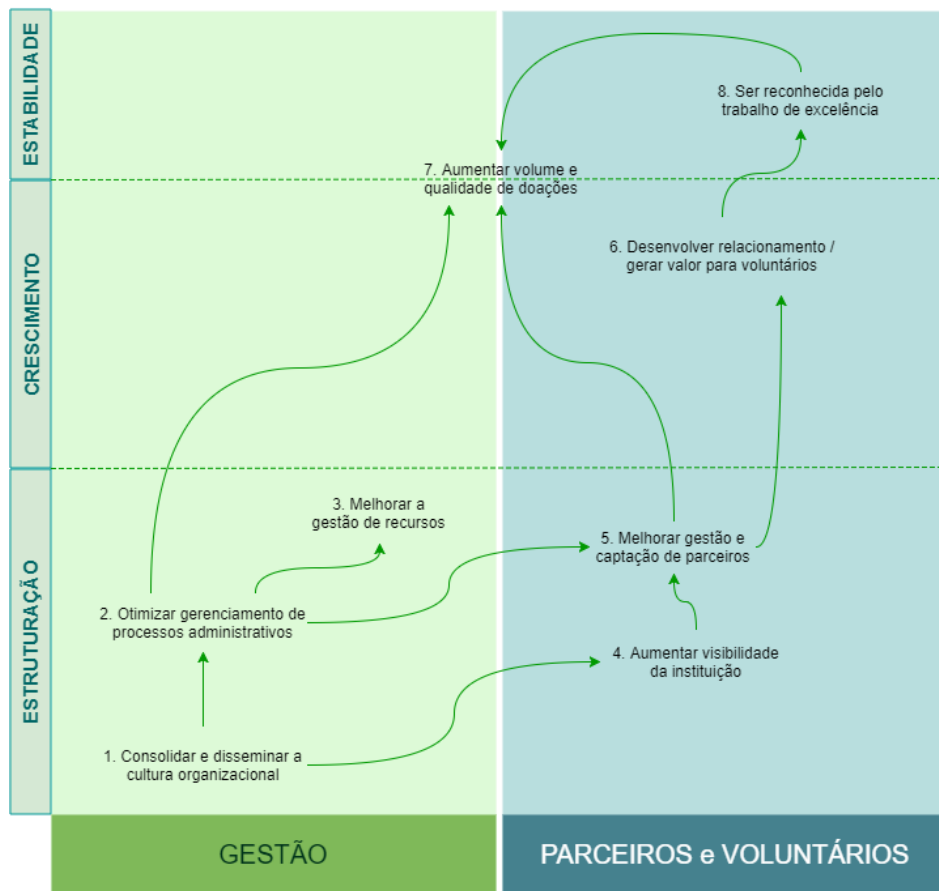 ESTABILIDADE
8. Ser reconhecida pelo
trabalho de excelência
7. Aumentar volume e
qualidade de doações
CRESCIMENTO
6. Desenvolver relacionamento /
gerar valor para voluntários
ESTRUTURAÇÃO
3. Melhorar a
gestão de recursos
5. Melhorar gestão e
captação de parceiros
2. Otimizar gerenciamento de
processos administrativos
4. Aumentar visibilidade
da instituição
1. Consolidar e disseminar a
cultura organizacional
GESTÃO
PARCEIROS e VOLUNTÁRIOS